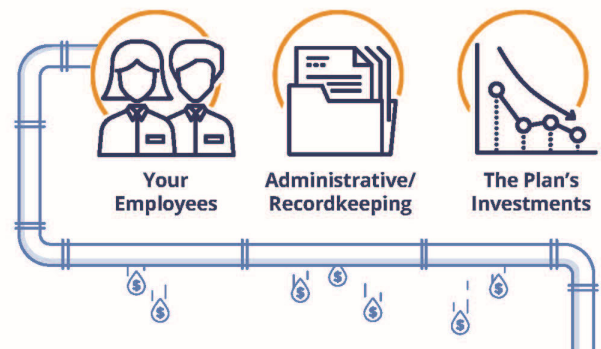 Your
Employees
Administrative/
Recordkeeping
The Plan's
Investments
$
$
$
$
$
$
$